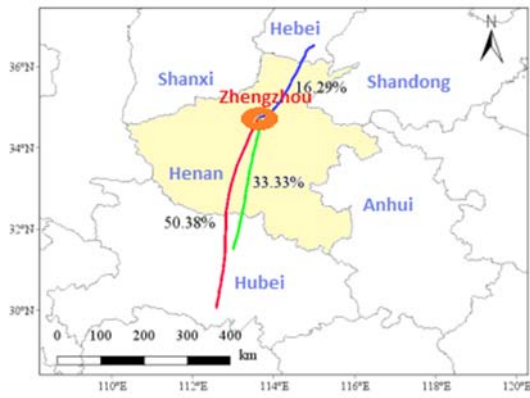 Hebei
N
36°N
Shanxi
Shandong
16.29%
Zhengzhou
34°N
Henan
33.33%
Anhui
50.38%
32°N
Hubei
30°N
0 100 200 300 400
km
110°E 112°E 114°E 116°E 118°E 120°E